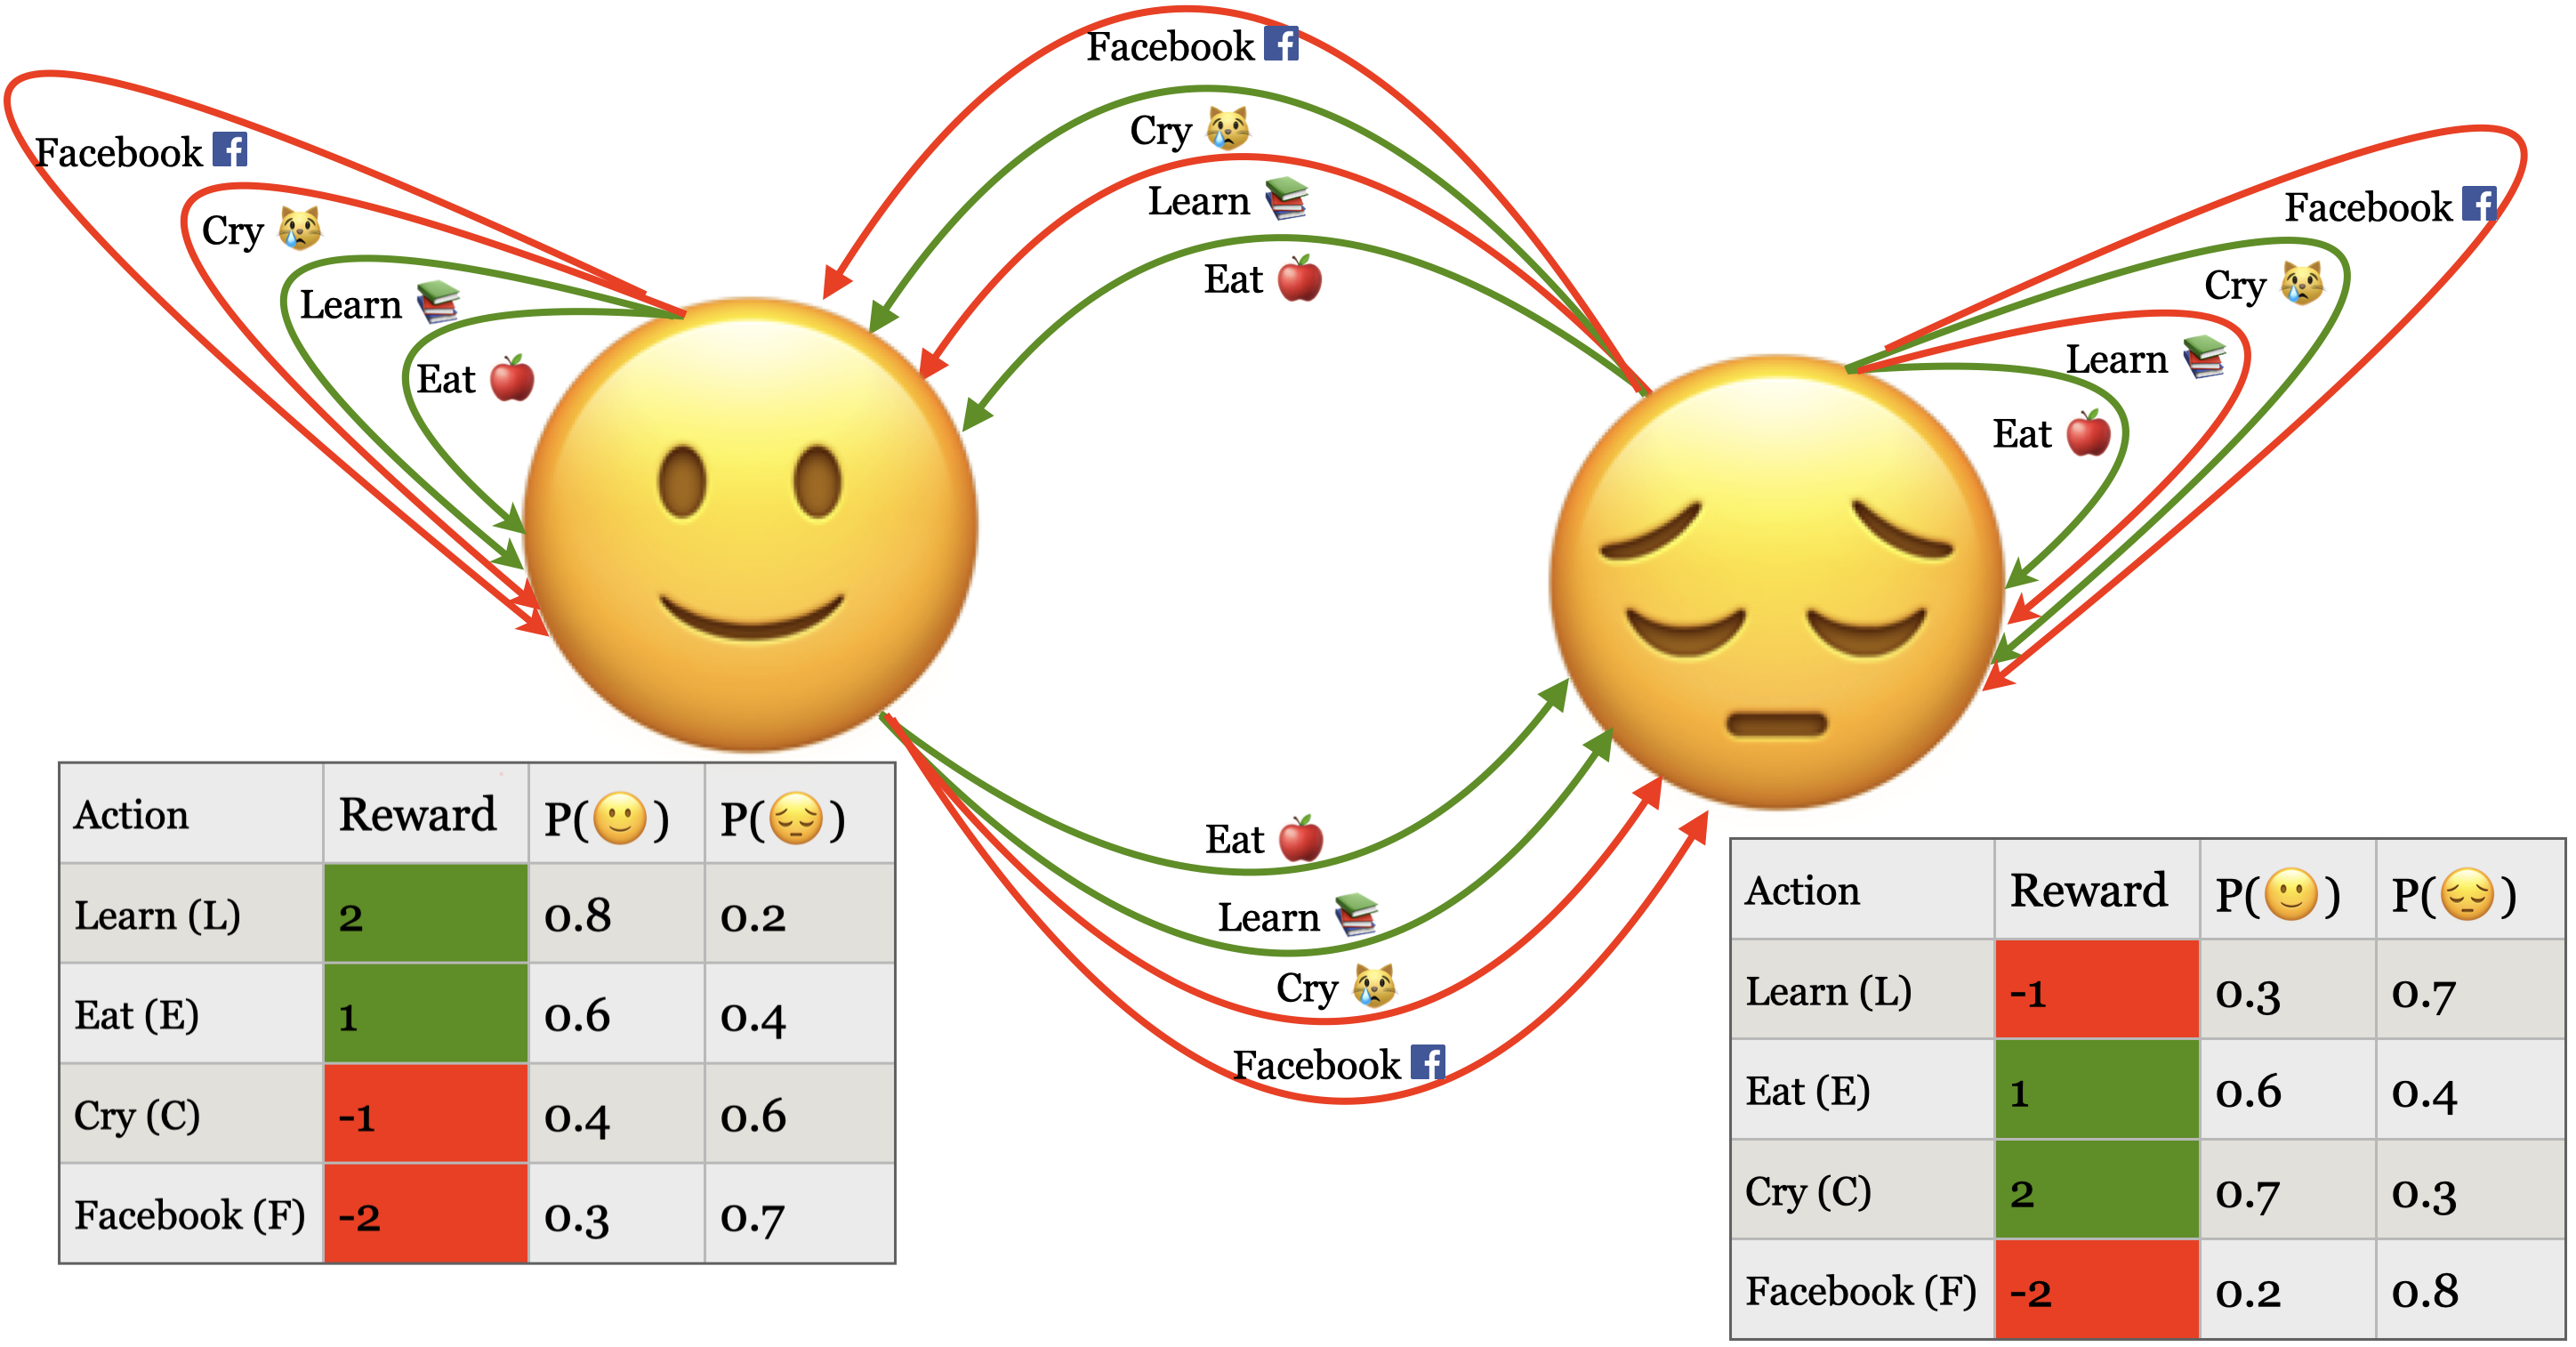 Facebook
Cry
Learn
Eat
Facebook
Cry
Learn
Eat
Facebook
Cry
Learn
Eat
Eat
Learn
Cry
Facebook
Action Reward P(🙂) P(😔)
Learn (L) 2 0.8 0.2
Eat (E) 1 0.6 0.4
Cry (C) -1 0.4 0.6
Facebook (F) -2 0.3 0.7
Action Reward P(🙂) P(😔)
Learn (L) -1 0.3 0.7
Eat (E) 1 0.6 0.4
Cry (C) 2 0.7 0.3
Facebook (F) -2 0.2 0.8